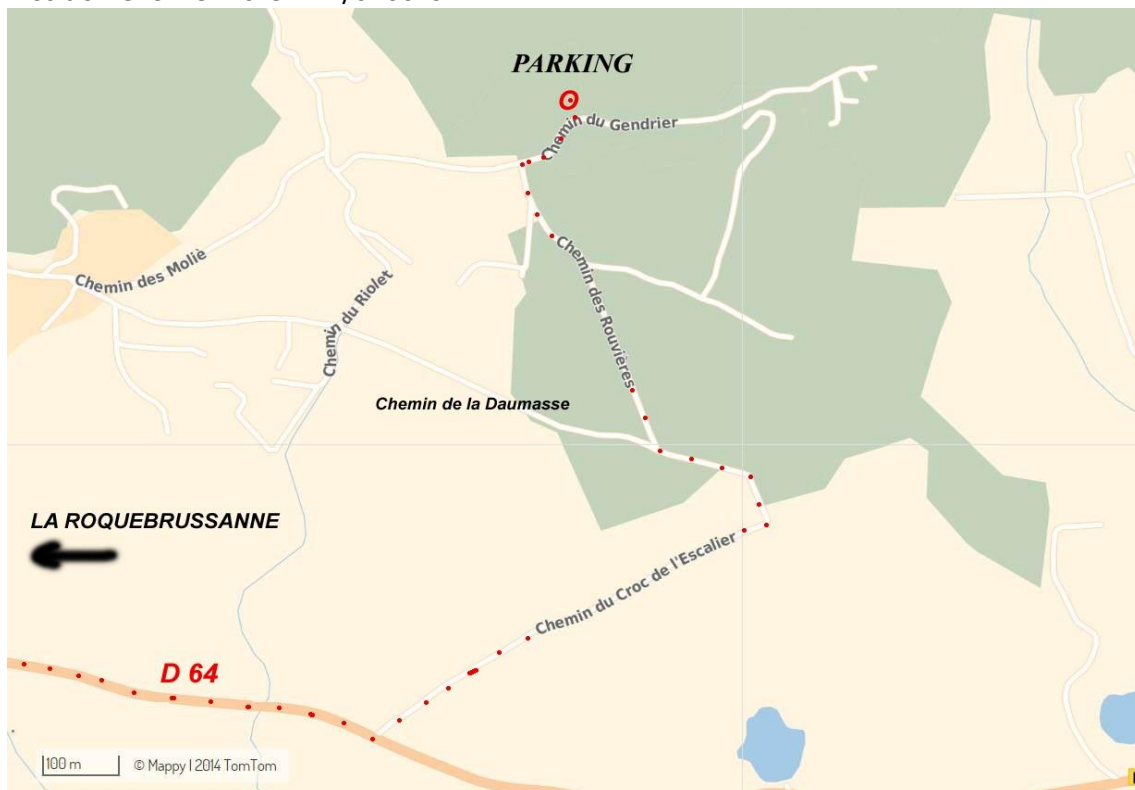 PARKING
Chemin du Gendrier
Chemin des Moliè
Chemin du Riolet
Chemin des Rouvières
Chemin de la Daumasse
LA ROQUEBRUSSANNE
Chemin du Croc de l'Escalier
D 64
100 m
© Mappy | 2014 TomTom